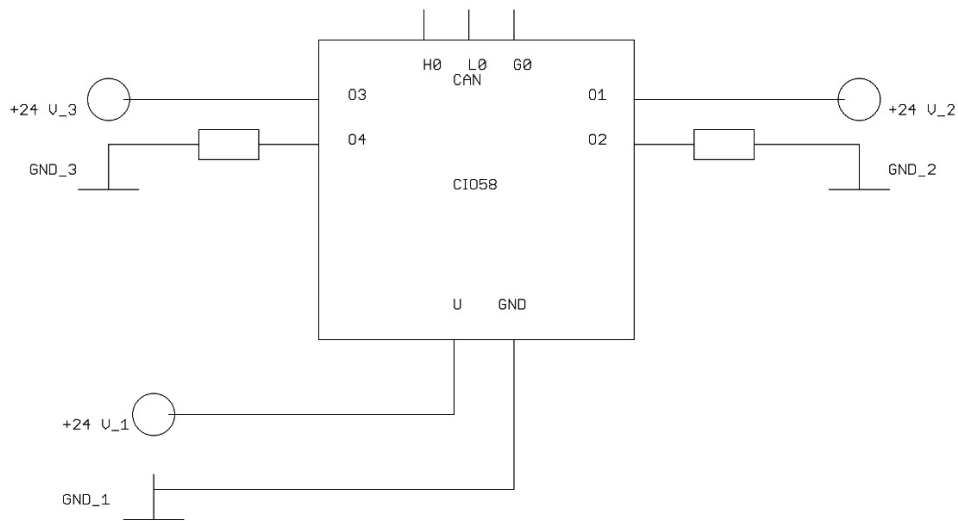 H0 L0 G0
CAN
+24 V_3
O3
O1
+24 V_2
O4
O2
GND_3
GND_2
CIO58
U GND
+24 V_1
GND_1